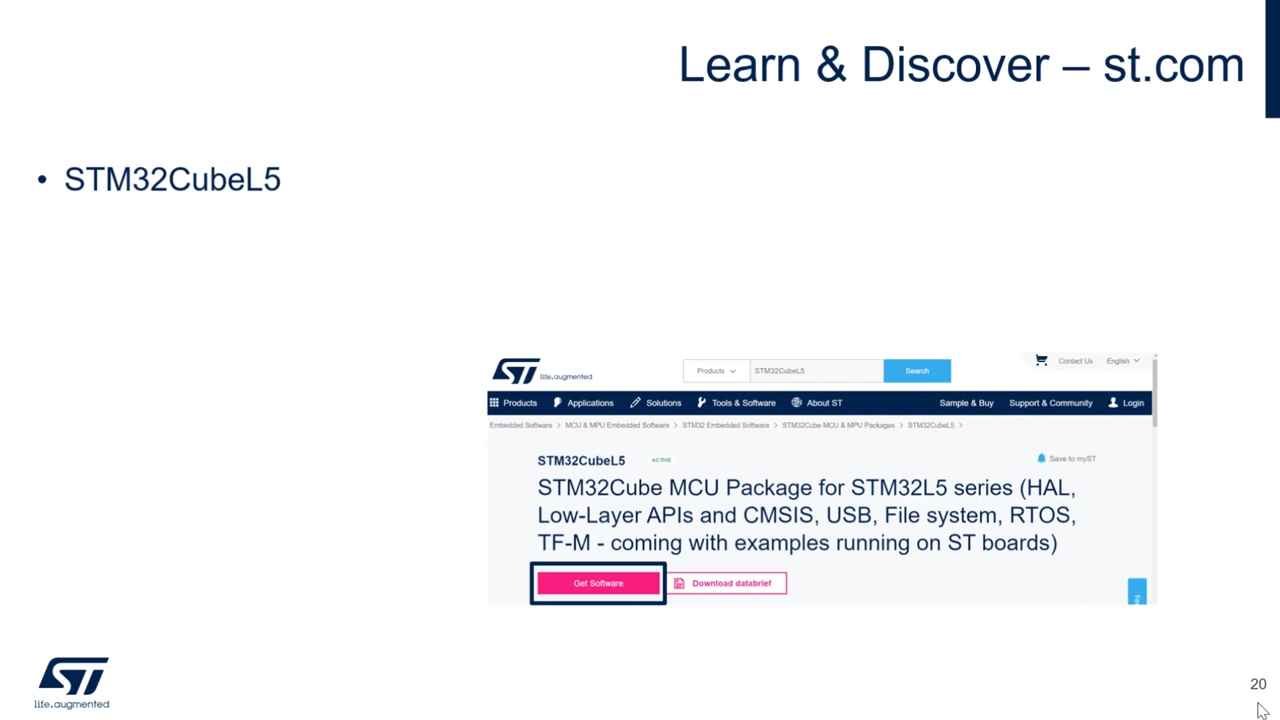 Learn & Discover – st.com
• STM32CubeL5
ST life.augmented
Products STM32CubeL5 Search
Contact Us English
Products Applications Solutions Tools & Software About ST Sample & Buy Support & Community Login
Embedded Software > MCU & MPU Embedded Software > STM32 Embedded Software > STM32Cube MCU & MPU Packages > STM32CubeL5 >
STM32CubeL5 ACTIVE Save to myST
STM32Cube MCU Package for STM32L5 series (HAL,
Low-Layer APIs and CMSIS, USB, File system, RTOS,
TF-M - coming with examples running on ST boards)
Get Software Download databrief
ST
life.augmented
20